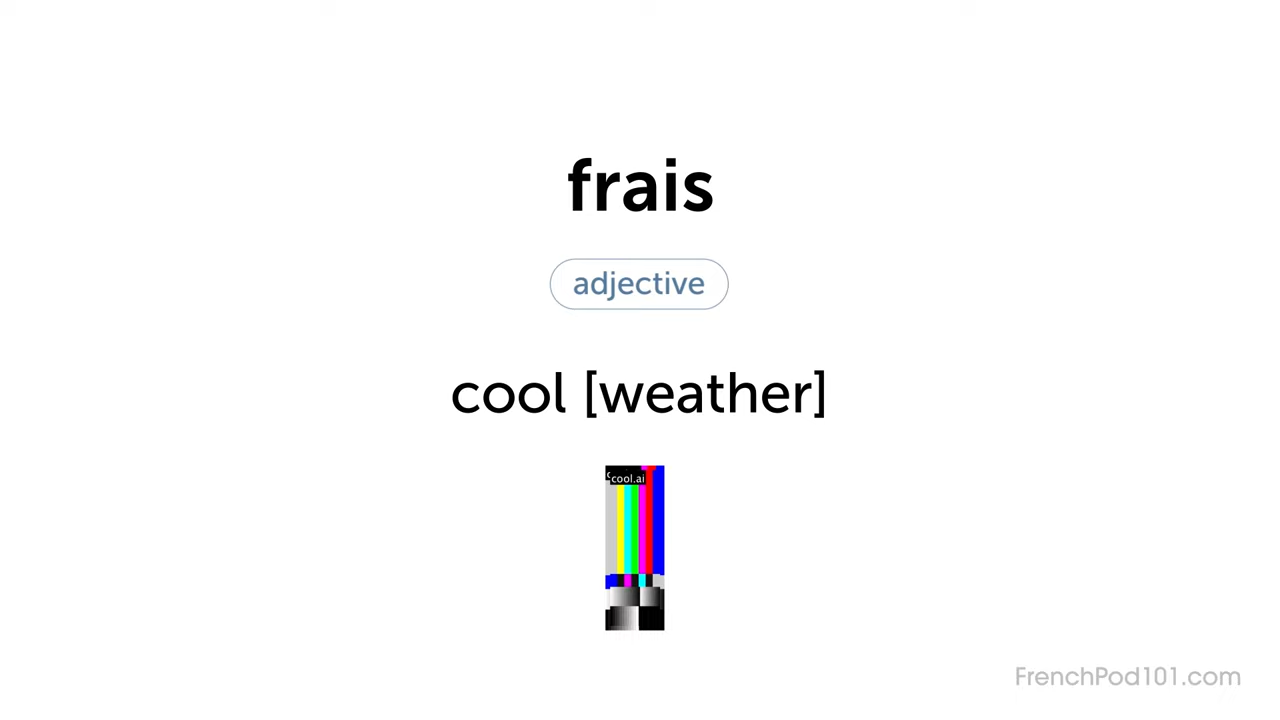 frais
adjective
cool [weather]
cool.ai
FrenchPod101.com